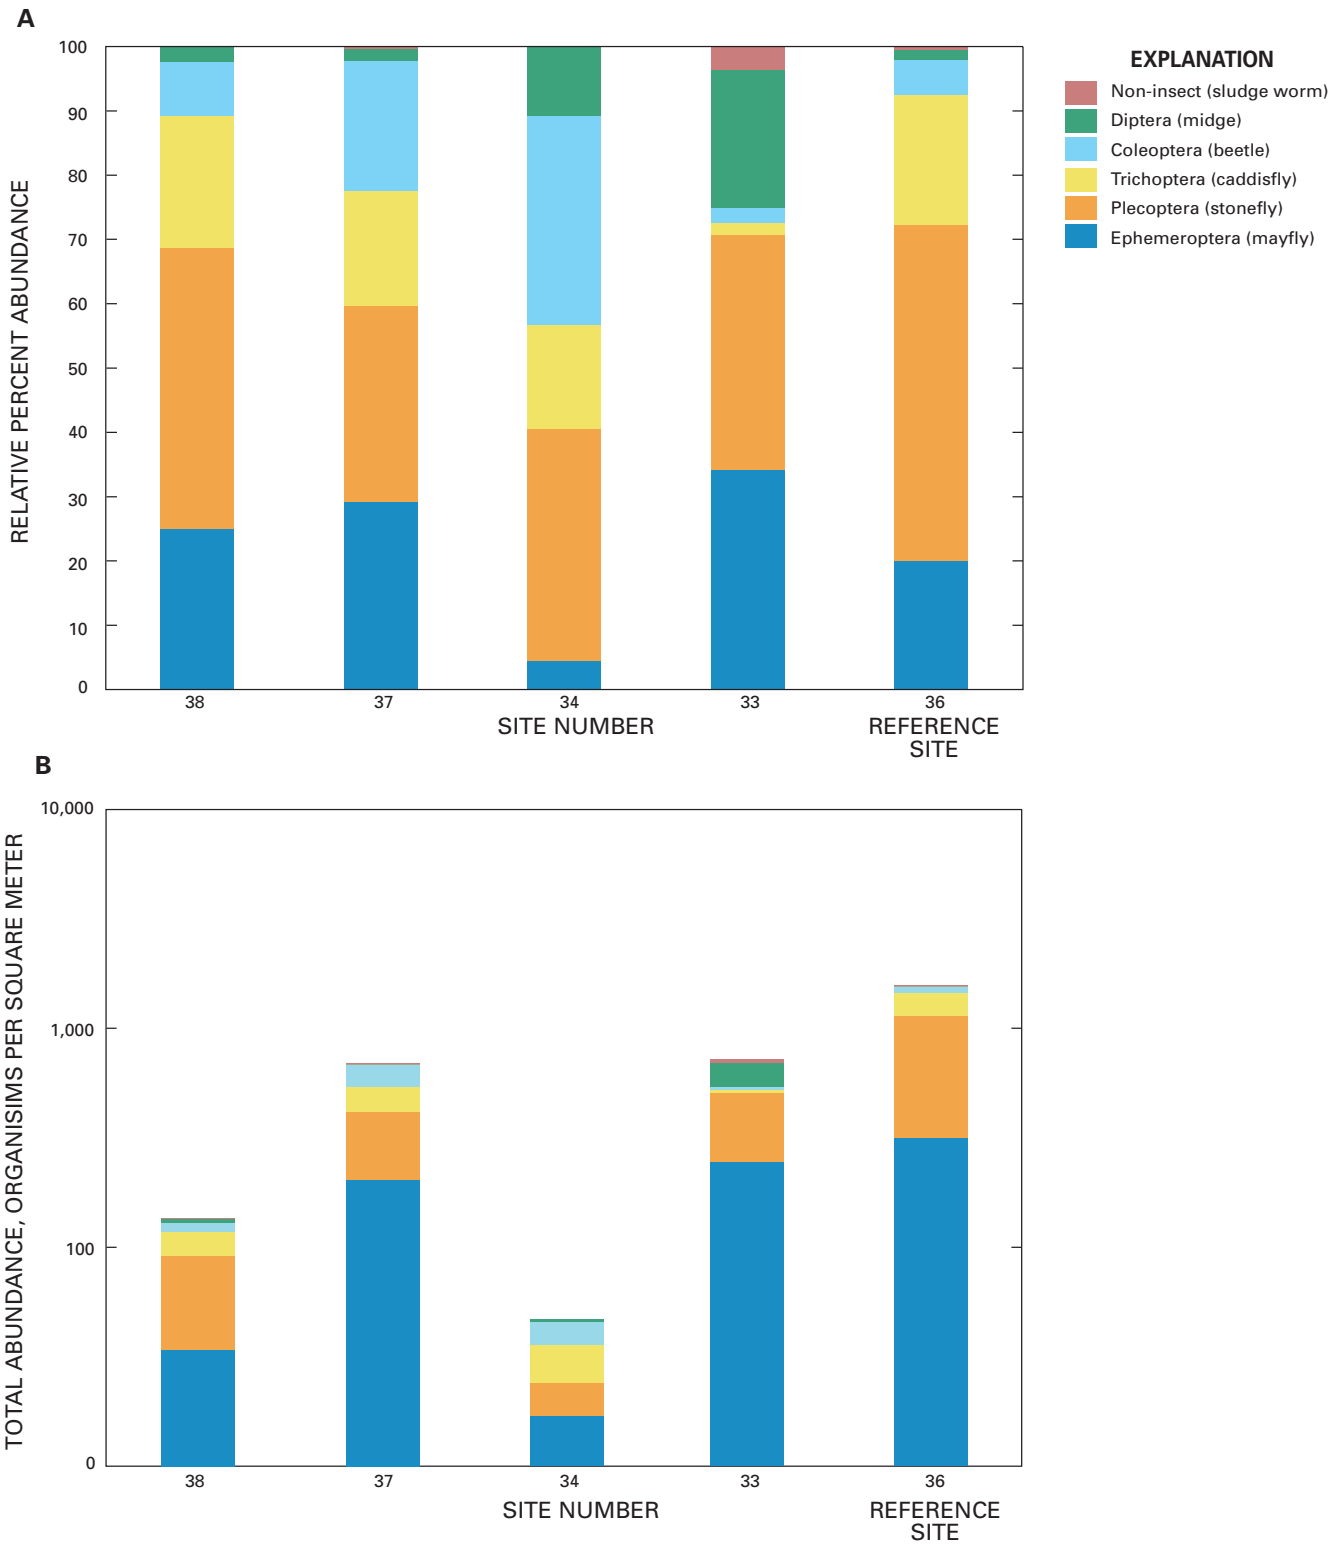 A
EXPLANATION
Non-insect (sludge worm)
Diptera (midge)
Coleoptera (beetle)
Trichoptera (caddisfly)
Plecoptera (stonefly)
Ephemeroptera (mayfly)
RELATIVE PERCENT ABUNDANCE
100
90
80
70
60
50
40
30
20
10
0
38 37 34 33 36
SITE NUMBER REFERENCE
SITE
B
TOTAL ABUNDANCE, ORGANISIMS PER SQUARE METER
10,000
1,000
100
0
38 37 34 33 36
SITE NUMBER REFERENCE
SITE